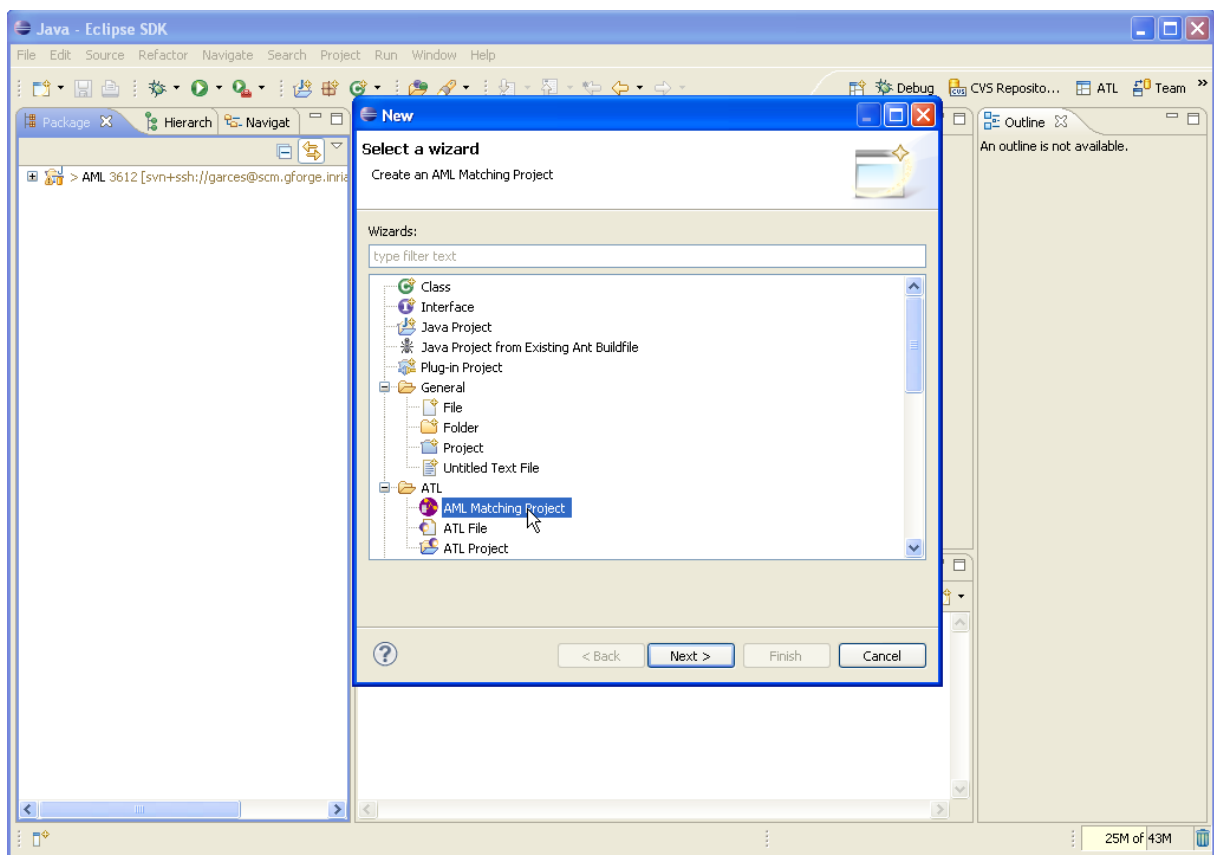 Java - Eclipse SDK
File Edit Source Refactor Navigate Search Project Run Window Help
Debug CVS Reposito... ATL Team »
Package Hierarch Navigat
> AML 3612 [svn+ssh://garces@scm.gforge.inria
New
Select a wizard
Create an AML Matching Project
Wizards:
type filter text
Class
Interface
Java Project
Java Project from Existing Ant Buildfile
Plug-in Project
General
File
Folder
Project
Untitled Text File
ATL
AML Matching Project
ATL File
ATL Project
< Back Next > Finish Cancel
Outline
An outline is not available.
25M of 43M